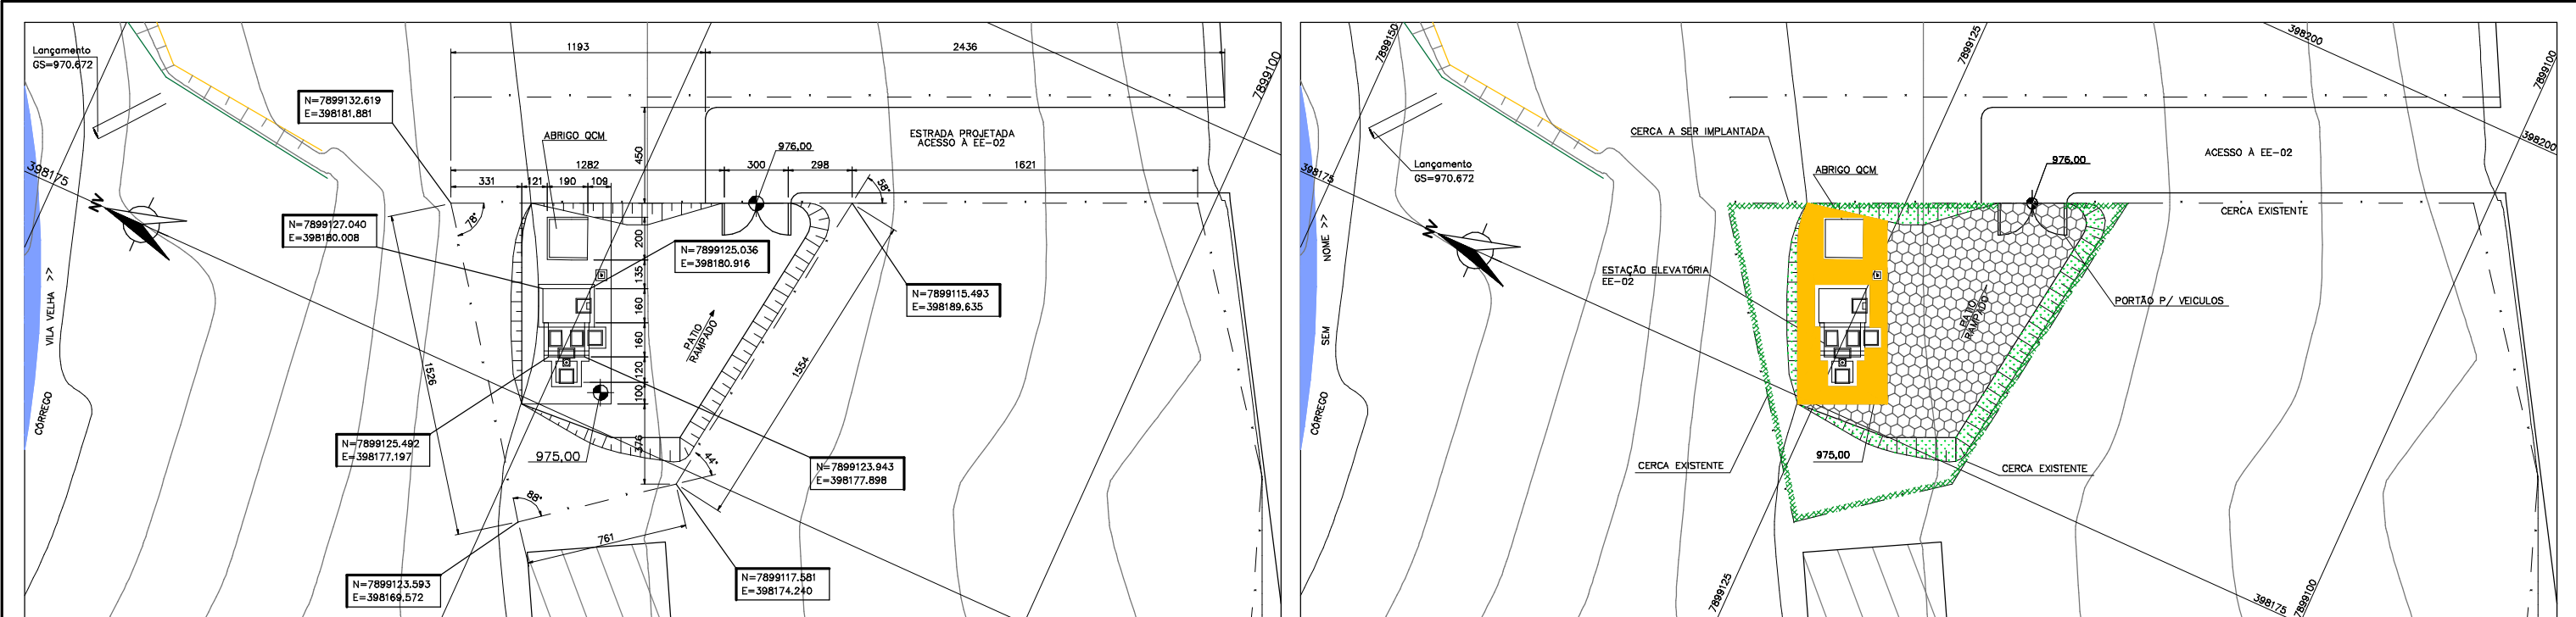 Lançamento
GS=970.672
1193
2436
7899100
N=7899132.619
E=398181.881
ABRIGO QCM
ESTRADA PROJETADA
ACESSO À EE-02
976,00
450
1282
300
298
1621
331
121
190
109
58°
398175
NV
78°
N=7899127.040
E=398180.008
200
N=7899125.036
E=398180.916
135
N=7899115.493
E=398189.635
160
VILA VELHA >>
PATIO
RAMPADO
160
1526
120
1554
100
CÓRREGO
N=7899125.492
E=398177.197
376
975,00
44°
N=7899123.943
E=398177.898
88°
761
N=7899123.593
E=398169.572
N=7899117.581
E=398174.240
7899150
7899125
398200
7899100
CERCA A SER IMPLANTADA
398200
Lançamento
GS=970.672
ABRIGO QCM
976,00
ACESSO À EE-02
398175
NV
CERCA EXISTENTE
NOME >>
ESTAÇÃO ELEVATÓRIA
EE-02
PORTÃO P/ VEICULOS
PATIO
RAMPADO
SEM
CÓRREGO
975,00
CERCA EXISTENTE
CERCA EXISTENTE
7899125
398175
7899100